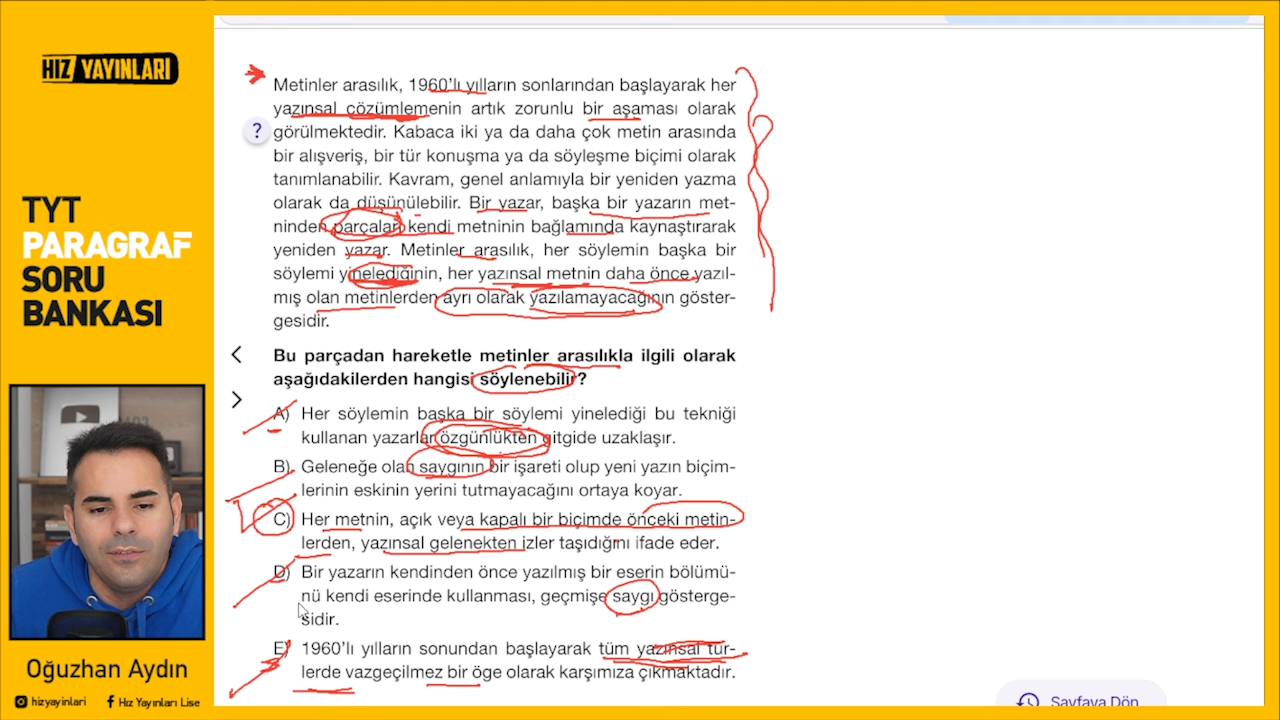 HIZ YAYINLARI
TYT
PARAGRAF
SORU
BANKASI
Oğuzhan Aydın
hizyayinlari
Hız Yayınları Lise
Metinler arasılık, 1960’lı yılların sonlarından başlayarak her
yazınsal çözümlemenin artık zorunlu bir aşaması olarak
?
görülmektedir. Kabaca iki ya da daha çok metin arasında
bir alışveriş, bir tür konuşma ya da söyleşme biçimi olarak
tanımlanabilir. Kavram, genel anlamıyla bir yeniden yazma
olarak da düşünülebilir. Bir yazar, başka bir yazarın met-
ninden parçaları kendi metninin bağlamında kaynaştırarak
yeniden yazar. Metinler arasılık, her söylemin başka bir
söylemi yinelediğinin, her yazınsal metnin daha önce yazıl-
mış olan metinlerden ayrı olarak yazılamayacağının göster-
gesidir.
Bu parçadan hareketle metinler arasılıkla ilgili olarak
aşağıdakilerden hangisi söylenebilir?
A) Her söylemin başka bir söylemi yinelediği bu tekniği
kullanan yazarlar özgünlükten gitgide uzaklaşır.
B) Geleneğe olan saygının bir işareti olup yeni yazın biçim-
lerinin eskinin yerini tutmayacağını ortaya koyar.
C) Her metnin, açık veya kapalı bir biçimde önceki metin-
lerden, yazınsal gelenekten izler taşıdığını ifade eder.
D) Bir yazarın kendinden önce yazılmış bir eserin bölümü-
nü kendi eserinde kullanması, geçmişe saygı gösterge-
sidir.
E) 1960’lı yılların sonundan başlayarak tüm yazınsal tür-
lerde vazgeçilmez bir öge olarak karşımıza çıkmaktadır.
Sayfaya Dön